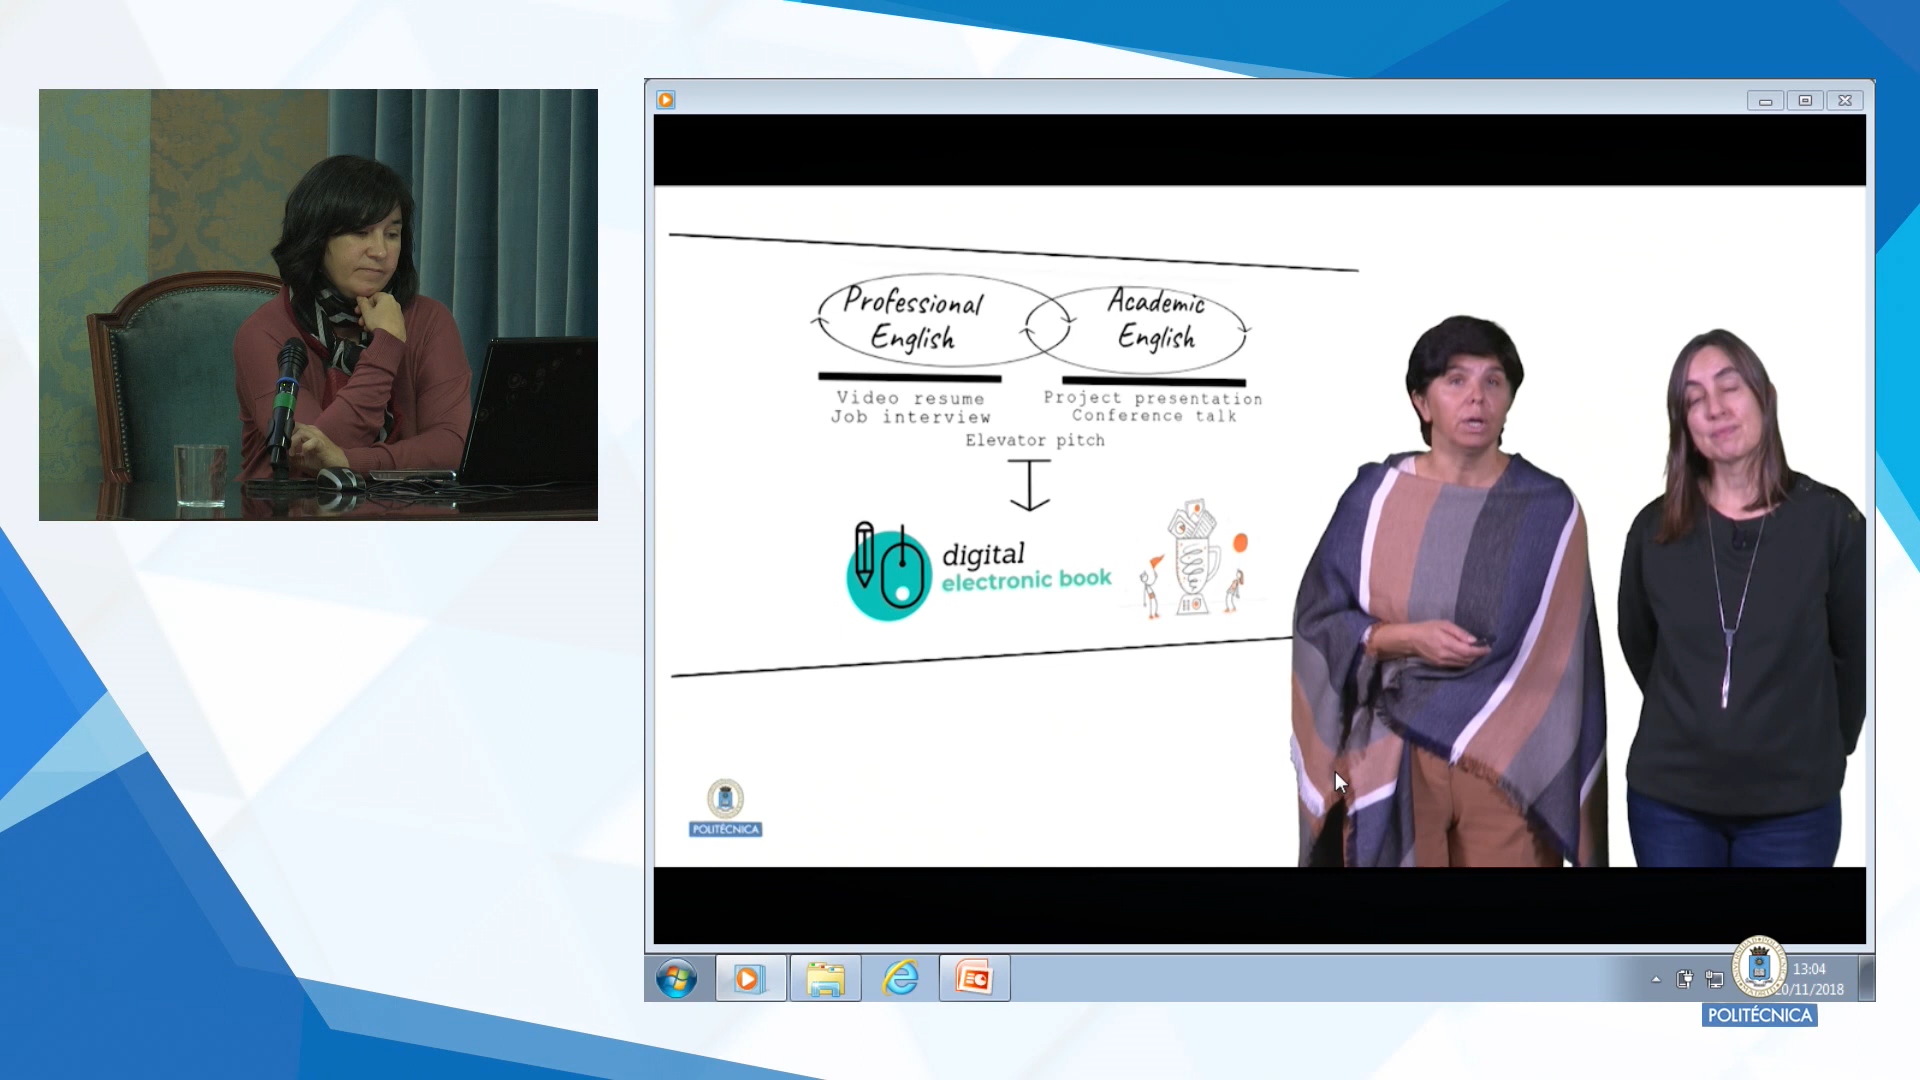 Professional
English
Academic
English
Video resume
Job interview
Project presentation
Conference talk
Elevator pitch
digital
electronic book
POLITÉCNICA
13:04
0/11/2018
POLITÉCNICA